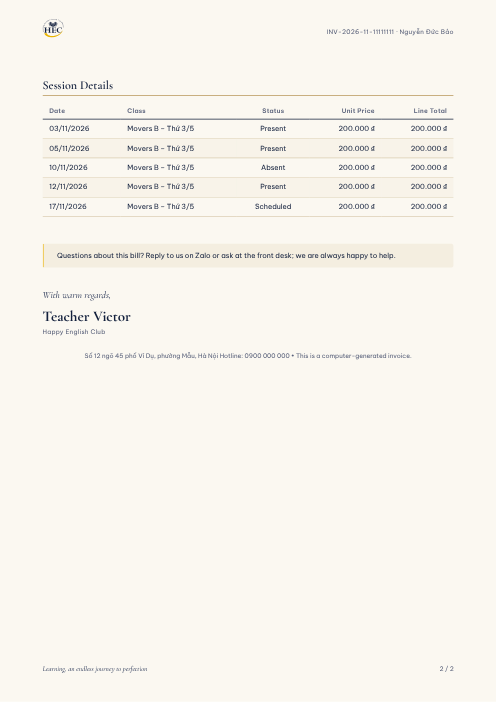 HEC
INV-2026-11-11111111 · Nguyễn Đức Bảo
Session Details
Date Class Status Unit Price Line Total
03/11/2026 Movers B – Thứ 3/5 Present 200.000 ₫ 200.000 ₫
05/11/2026 Movers B – Thứ 3/5 Present 200.000 ₫ 200.000 ₫
10/11/2026 Movers B – Thứ 3/5 Absent 200.000 ₫ 200.000 ₫
12/11/2026 Movers B – Thứ 3/5 Present 200.000 ₫ 200.000 ₫
17/11/2026 Movers B – Thứ 3/5 Scheduled 200.000 ₫ 200.000 ₫
Questions about this bill? Reply to us on Zalo or ask at the front desk; we are always happy to help.
With warm regards,
Teacher Victor
Happy English Club
Số 12 ngõ 45 phố Ví Dụ, phường Mẫu, Hà Nội Hotline: 0900 000 000 • This is a computer-generated invoice.
Learning, an endless journey to perfection
2 / 2